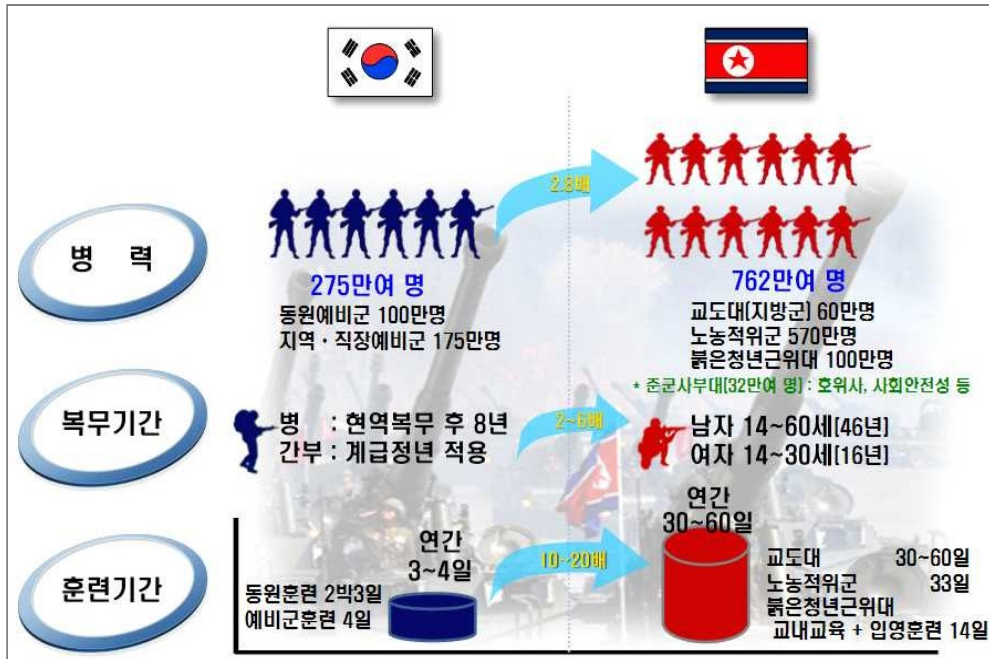 병 력
2.8배
275만여 명
동원예비군 100만명
지역·직장예비군 175만명
762만여 명
교도대(지방군) 60만명
노농적위군 570만명
붉은청년근위대 100만명
* 준군사부대(32만여 명) : 호위사, 사회안전성 등
복무기간
병 : 현역복무 후 8년
간부 : 계급정년 적용
2~6배
남자 14~60세(46년)
여자 14~30세(16년)
훈련기간
연간
3~4일
동원훈련 2박3일
예비군훈련 4일
10~20배
연간
30~60일
교도대 30~60일
노농적위군 33일
붉은청년근위대
교내교육 + 입영훈련 14일